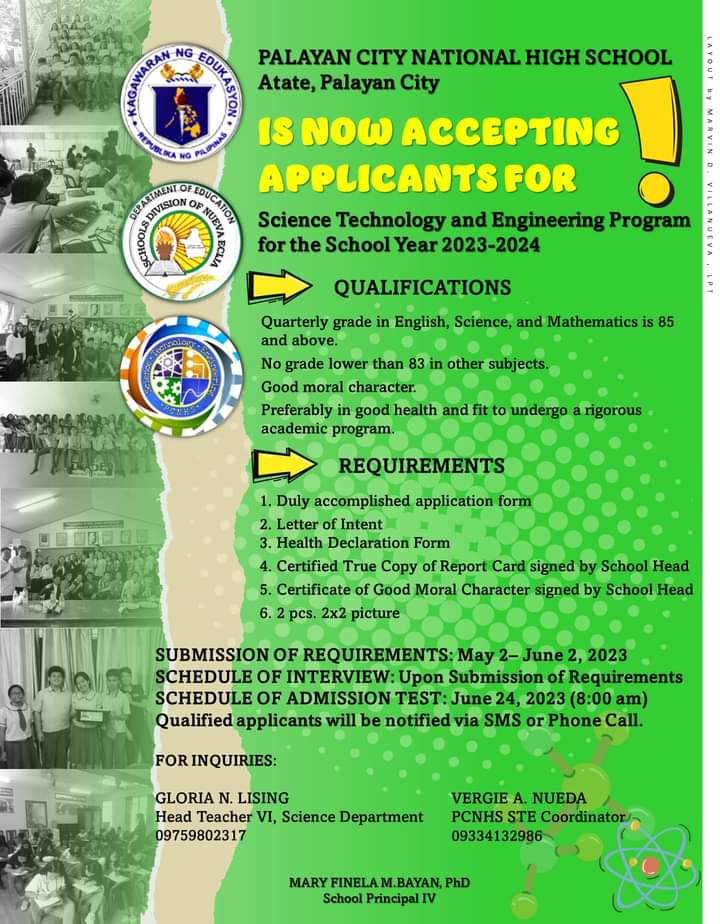 PALAYAN CITY NATIONAL HIGH SCHOOL
Atate, Palayan City
IS NOW ACCEPTING
APPLICANTS FOR
!
Science Technology and Engineering Program
for the School Year 2023-2024
QUALIFICATIONS
Quarterly grade in English, Science, and Mathematics is 85
and above.
No grade lower than 83 in other subjects.
Good moral character.
Preferably in good health and fit to undergo a rigorous
academic program.
REQUIREMENTS
1. Duly accomplished application form
2. Letter of Intent
3. Health Declaration Form
4. Certified True Copy of Report Card signed by School Head
5. Certificate of Good Moral Character signed by School Head
6. 2 pcs. 2x2 picture
SUBMISSION OF REQUIREMENTS: May 2– June 2, 2023
SCHEDULE OF INTERVIEW: Upon Submission of Requirements
SCHEDULE OF ADMISSION TEST: June 24, 2023 (8:00 am)
Qualified applicants will be notified via SMS or Phone Call.
FOR INQUIRIES:
GLORIA N. LISING
Head Teacher VI, Science Department
09759802317
VERGIE A. NUEDA
PCNHS STE Coordinator
09334132986
MARY FINELA M.BAYAN, PhD
School Principal IV
KAGAWARAN NG EDUKASYON
REPUBLIKA NG PILIPINAS
DEPARTMENT OF EDUCATION
SCHOOLS DIVISION OF NUEVA ECIJA
Science Technology Engineering
PCNHS
LAYOUT by MARVIN D. VILLANUEVA, LPT